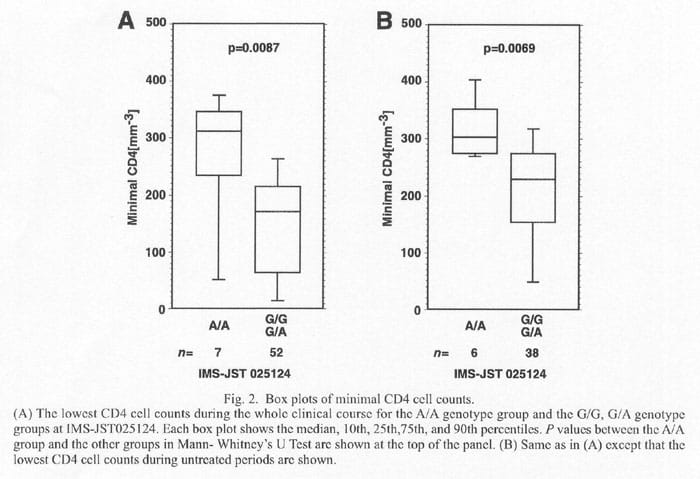 A
B
500
400
300
200
100
0
Minimal CD4[mm-3]
p=0.0087
A/A
G/G
G/A
n= 7 52
IMS-JST 025124
500
400
300
200
100
0
Minimal CD4[mm-3]
p=0.0069
A/A
G/G
G/A
n= 6 38
IMS-JST 025124
Fig. 2. Box plots of minimal CD4 cell counts.
(A) The lowest CD4 cell counts during the whole clinical course for the A/A genotype group and the G/G, G/A genotype
groups at IMS-JST025124. Each box plot shows the median, 10th, 25th,75th, and 90th percentiles. P values between the A/A
group and the other groups in Mann- Whitney's U Test are shown at the top of the panel. (B) Same as in (A) except that the
lowest CD4 cell counts during untreated periods are shown.